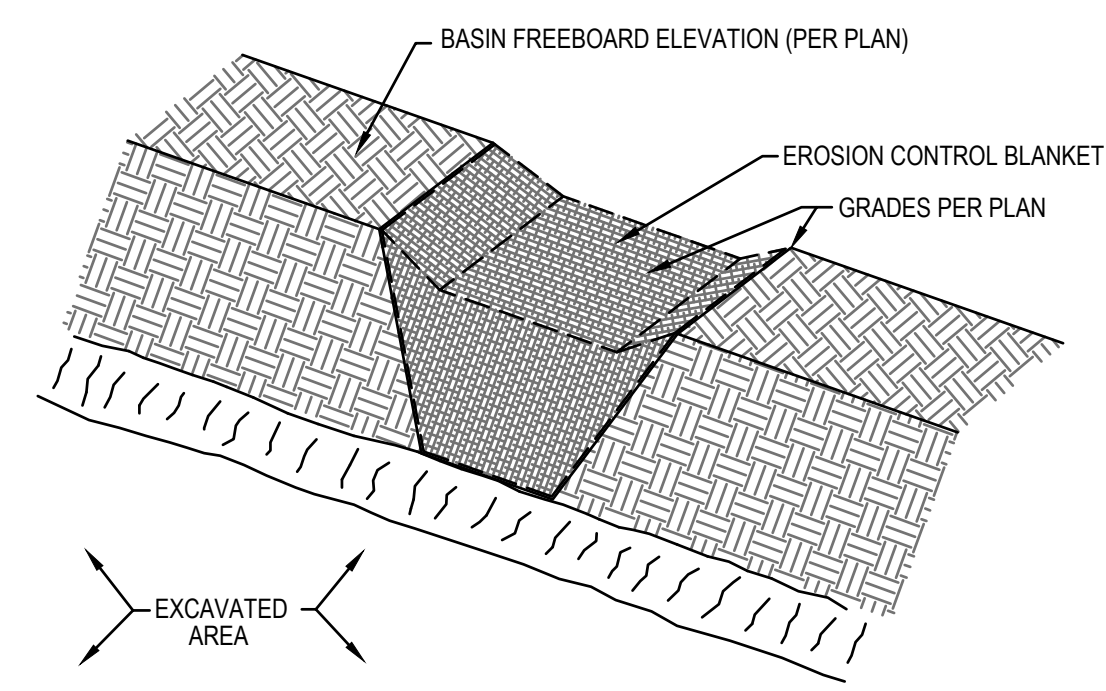 BASIN FREEBOARD ELEVATION (PER PLAN)
EROSION CONTROL BLANKET
GRADES PER PLAN
EXCAVATED
AREA